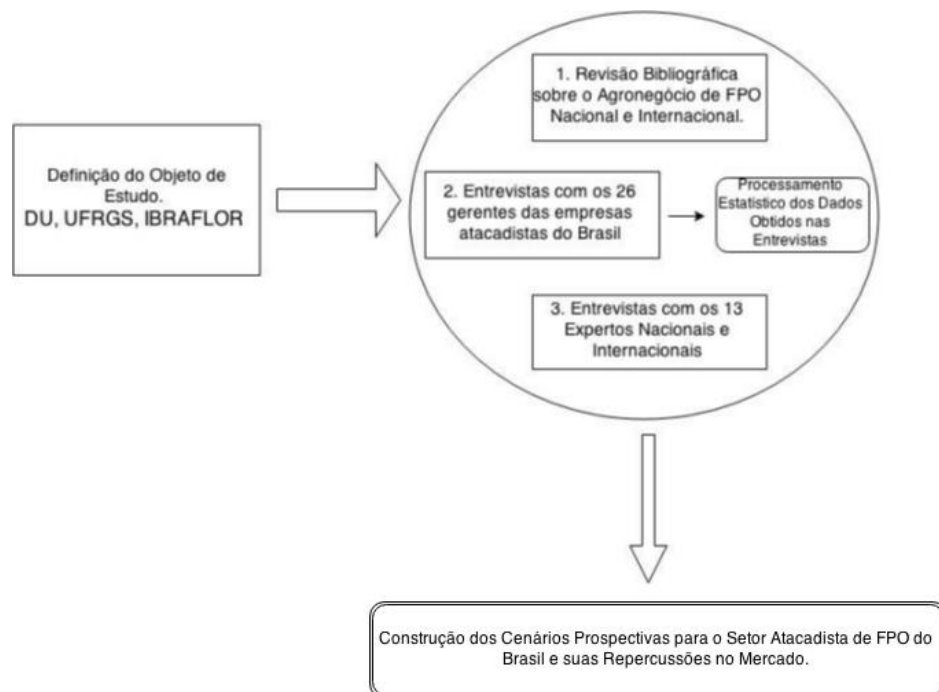 1. Revisão Bibliográfica
sobre o Agronegócio de FPO
Nacional e Internacional.
Definição do Objeto de
Estudo.
DU, UFRGS, IBRAFLOR
2. Entrevistas com os 26
gerentes das empresas
atacadistas do Brasil
Processamento
Estatístico dos Dados
Obtidos nas
Entrevistas
3. Entrevistas com os 13
Expertos Nacionais e
Internacionais
Construção dos Cenários Prospectivas para o Setor Atacadista de FPO do
Brasil e suas Repercussões no Mercado.